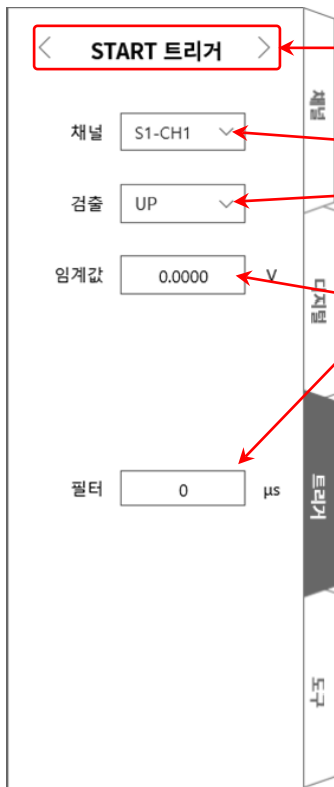 START 트리거
채널 S1-CH1
검출 UP
임계값 0.0000 V
필터 0 μs
채널
디지털
트리거
도구